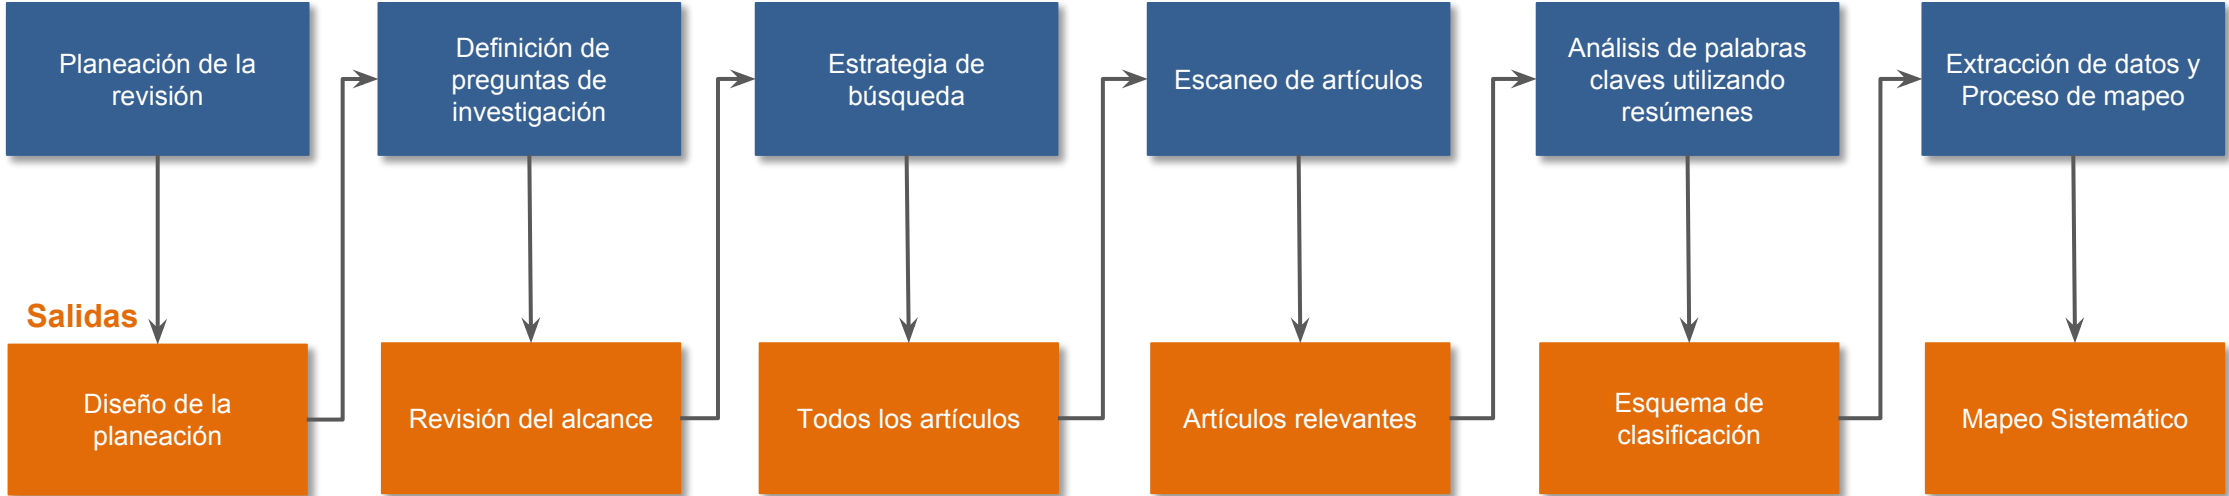 Planeación de la
revisión
Definición de
preguntas de
investigación
Estrategia de
búsqueda
Escaneo de artículos
Análisis de palabras
claves utilizando
resúmenes
Extracción de datos y
Proceso de mapeo
Salidas
Diseño de la
planeación
Revisión del alcance
Todos los artículos
Artículos relevantes
Esquema de
clasificación
Mapeo Sistemático